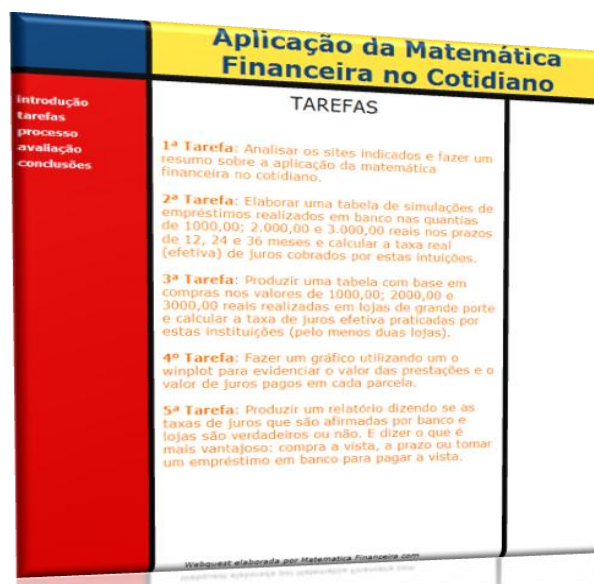 Aplicação da Matemática
Financeira no Cotidiano
introdução
tarefas
processo
avaliação
conclusões
TAREFAS
1ª Tarefa: Analisar os sites indicados e fazer um
resumo sobre a aplicação da matemática
financeira no cotidiano.
2ª Tarefa: Elaborar uma tabela de simulações de
empréstimos realizados em banco nas quantias
de 1000,00; 2.000,00 e 3.000,00 reais nos prazos
de 12, 24 e 36 meses e calcular a taxa real
(efetiva) de juros cobrados por estas intuições.
3ª Tarefa: Produzir uma tabela com base em
compras nos valores de 1000,00; 2000,00 e
3000,00 reais realizadas em lojas de grande porte
e calcular a taxa de juros efetiva praticadas por
estas instituições (pelo menos duas lojas).
4º Tarefa: Fazer um gráfico utilizando um o
winplot para evidenciar o valor das prestações e o
valor de juros pagos em cada parcela.
5ª Tarefa: Produzir um relatório dizendo se as
taxas de juros que são afirmadas por banco e
lojas são verdadeiros ou não. E dizer o que é
mais vantajoso: compra a vista, a prazo ou tomar
um empréstimo em banco para pagar a vista.
Webquest elaborada por Matematica Financeira.com